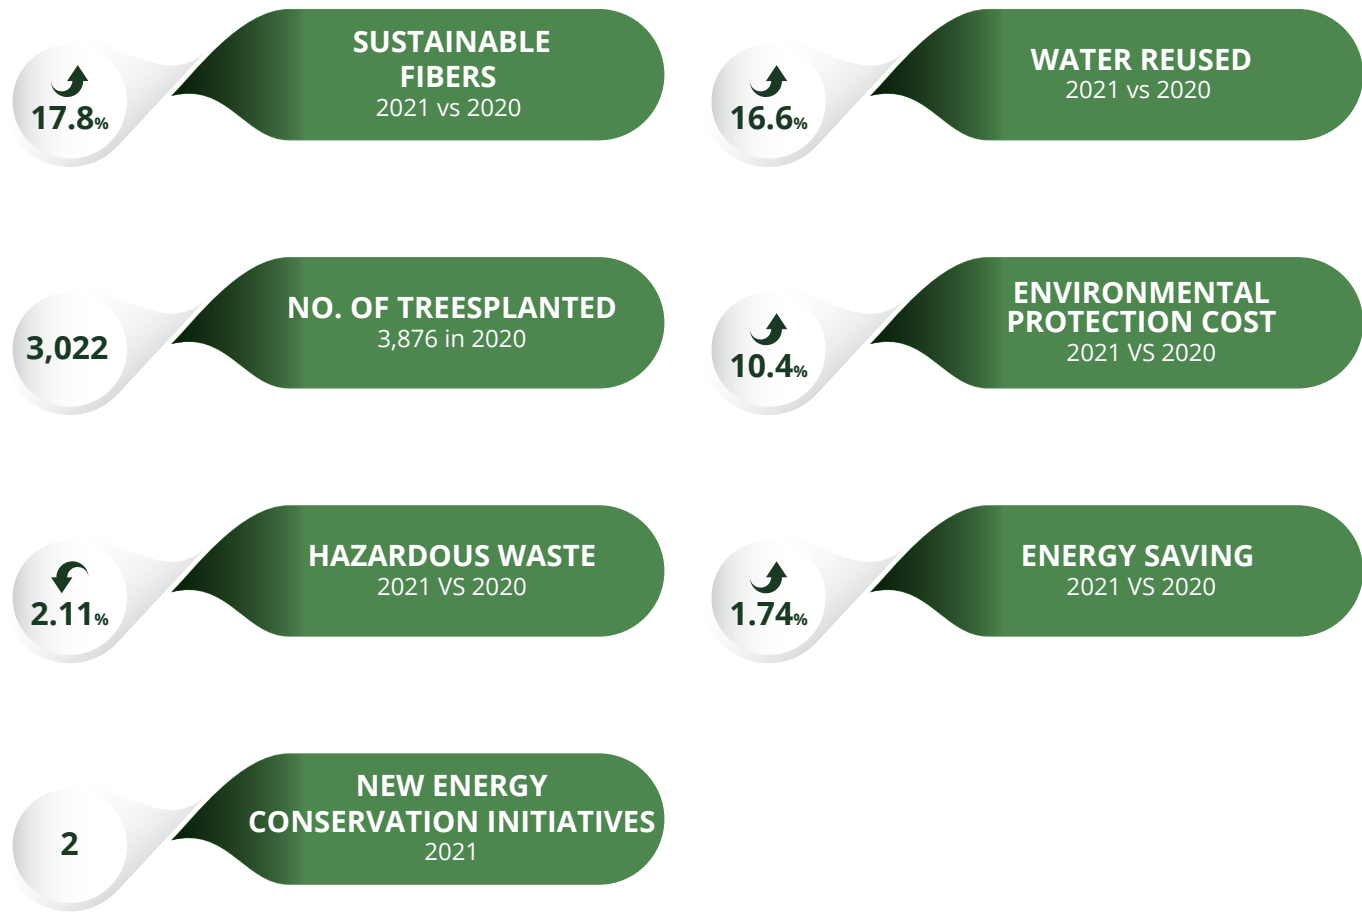 17.8%
SUSTAINABLE
FIBERS
2021 vs 2020
16.6%
WATER REUSED
2021 vs 2020
3,022
NO. OF TREESPLANTED
3,876 in 2020
10.4%
ENVIRONMENTAL
PROTECTION COST
2021 VS 2020
2.11%
HAZARDOUS WASTE
2021 VS 2020
1.74%
ENERGY SAVING
2021 VS 2020
2
NEW ENERGY
CONSERVATION INITIATIVES
2021